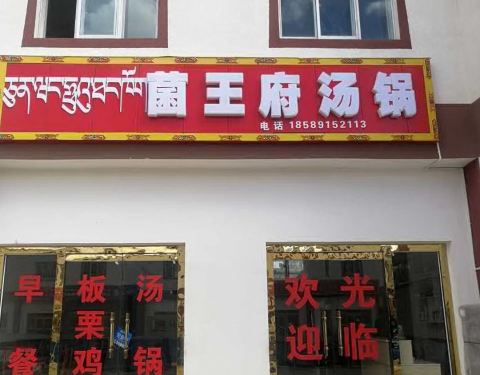 菌王府汤锅
电话 18589152113
早餐
板栗鸡
汤锅
欢迎
光临